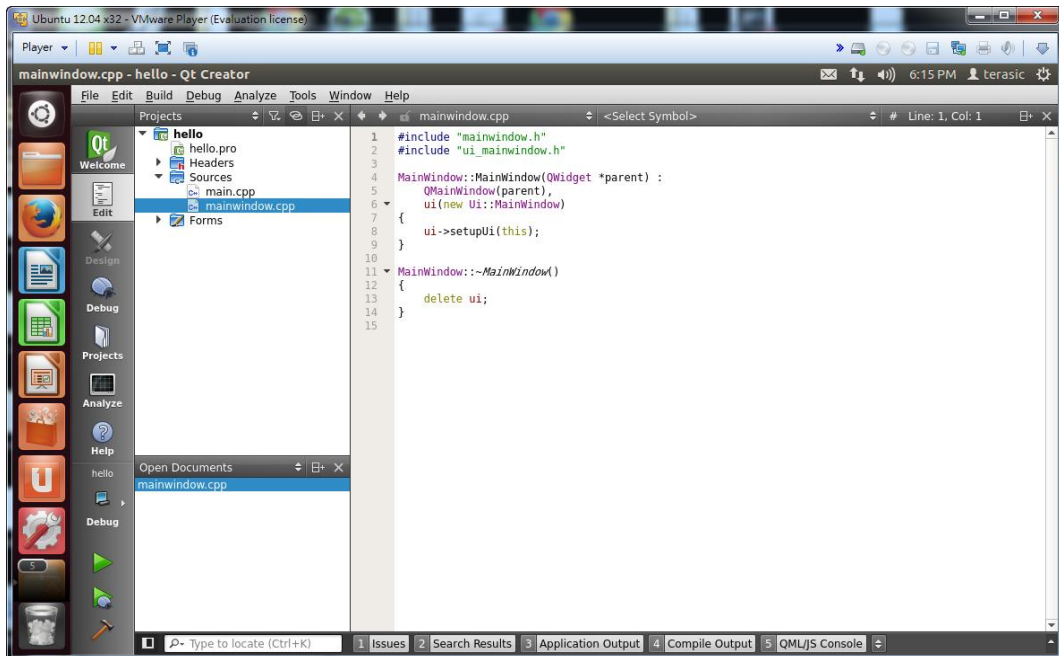 Ubuntu 12.04 x32 - VMware Player (Evaluation license)
Player
mainwindow.cpp - hello - Qt Creator
6:15 PM terasic
File Edit Build Debug Analyze Tools Window Help
Projects
mainwindow.cpp
<Select Symbol>
# Line: 1, Col: 1
Qt
Welcome
Edit
Design
Debug
Projects
Analyze
Help
hello
Debug
5
hello
hello.pro
Headers
Sources
main.cpp
mainwindow.cpp
Forms
Open Documents
mainwindow.cpp
1 #include "mainwindow.h"
2 #include "ui_mainwindow.h"
3
4 MainWindow::MainWindow(QWidget *parent) :
5 QMainWindow(parent),
6 ui(new Ui::MainWindow)
7 {
8 ui->setupUi(this);
9 }
10
11 MainWindow::~MainWindow()
12 {
13 delete ui;
14 }
15
Type to locate (Ctrl+K)
1 Issues 2 Search Results 3 Application Output 4 Compile Output 5 QML/JS Console